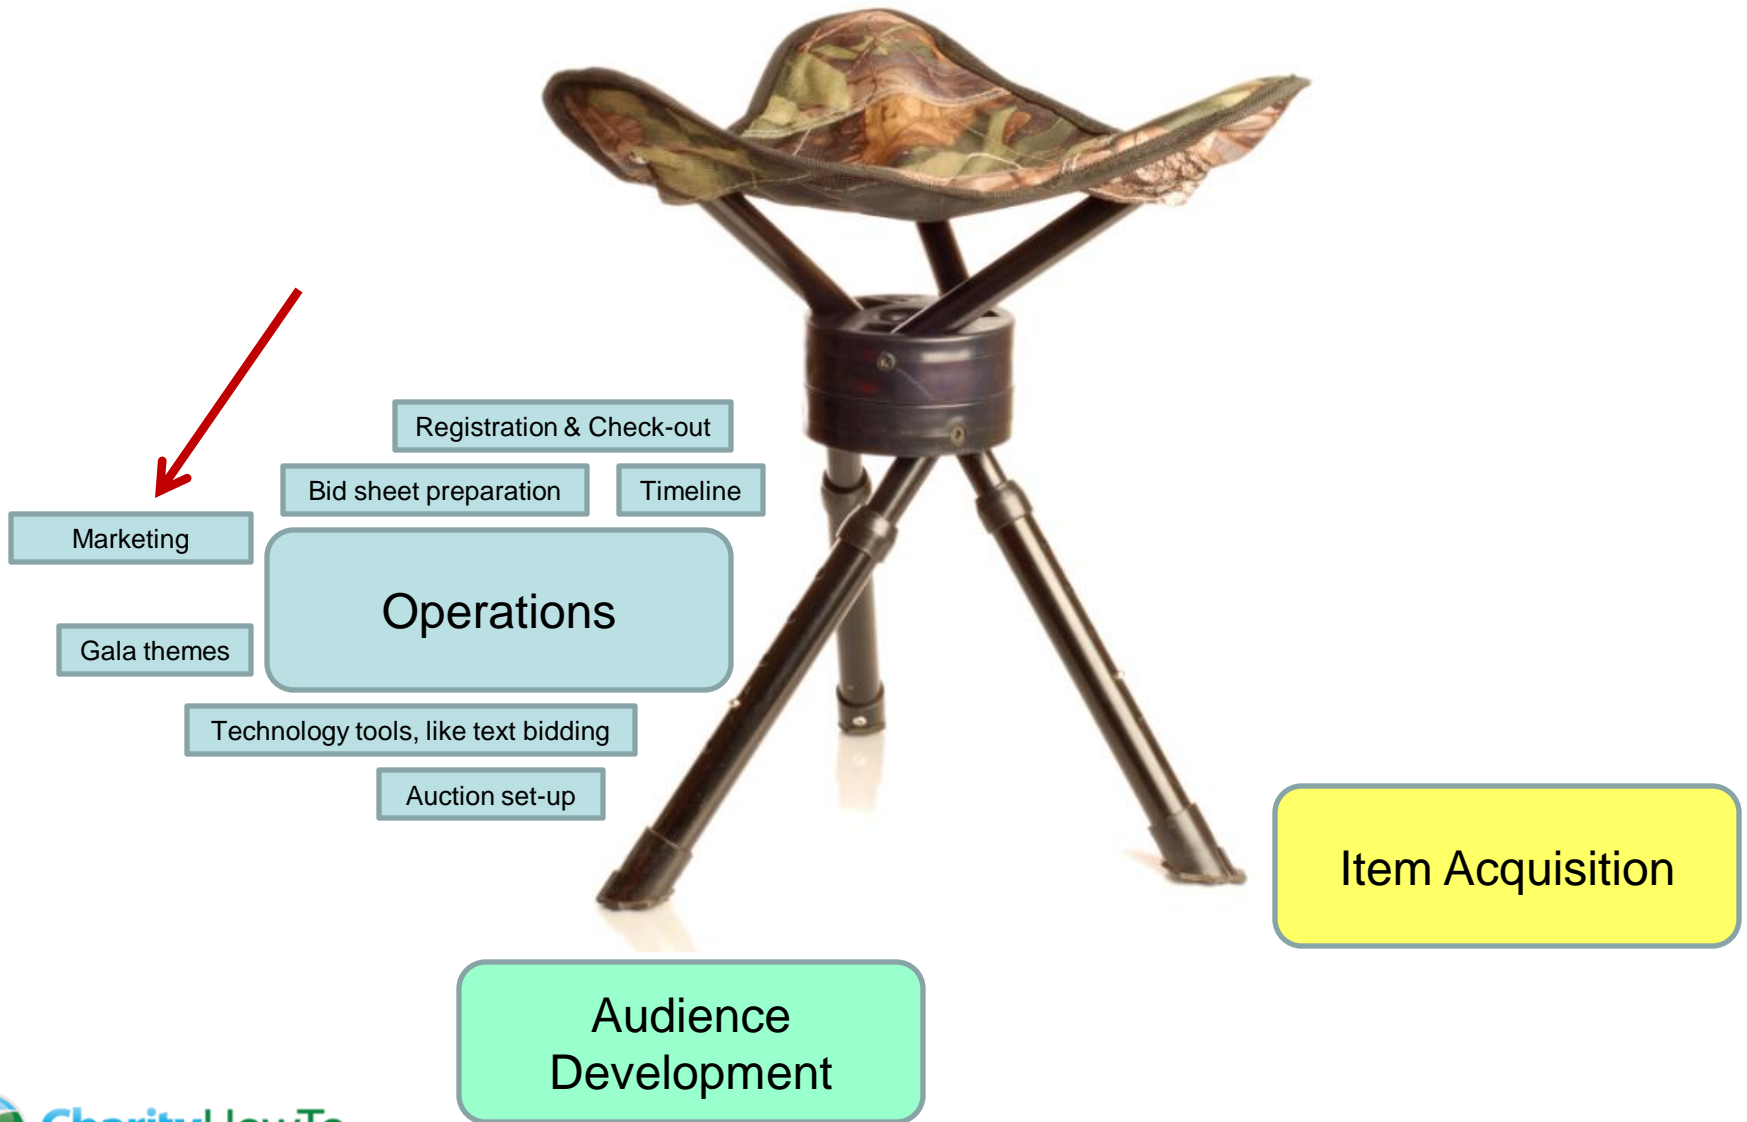 Registration & Check-out
Bid sheet preparation
Timeline
Marketing
Operations
Gala themes
Technology tools, like text bidding
Auction set-up
Item Acquisition
Audience
Development
CharityHowTo